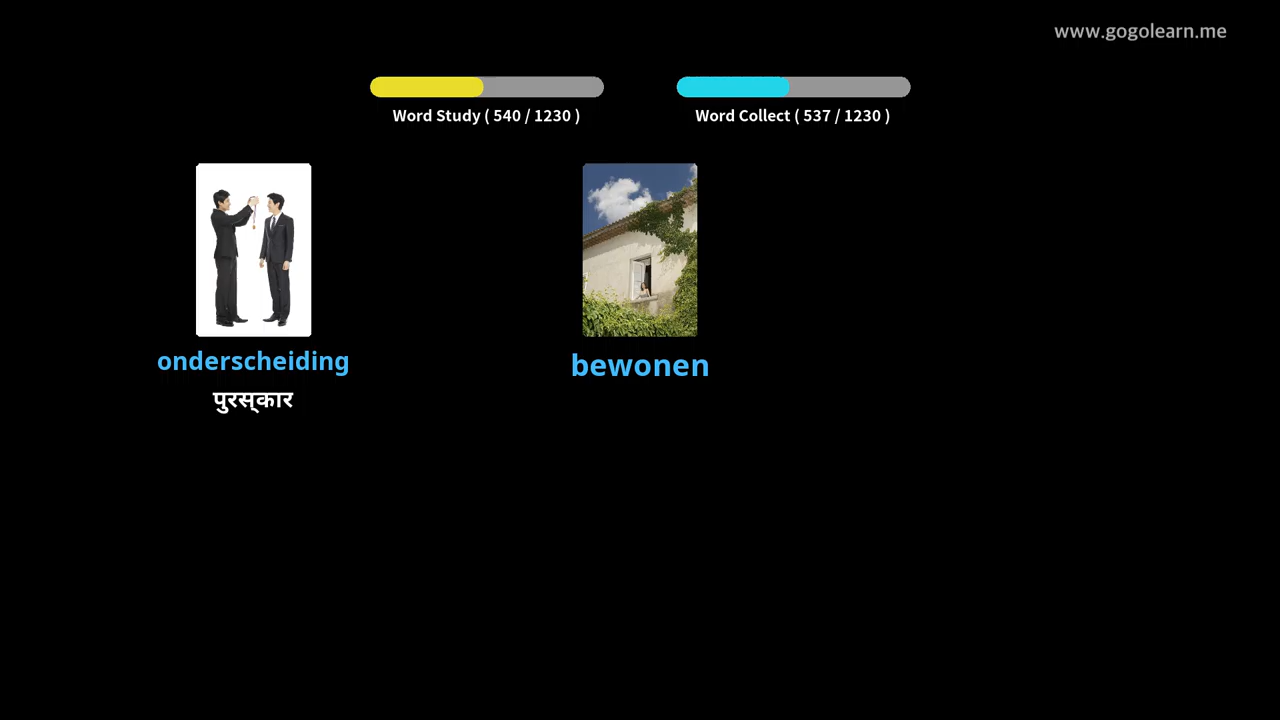 www.gogolearn.me
Word Study ( 540 / 1230 )
Word Collect ( 537 / 1230 )
onderscheiding
bewonen
पुरस्कार